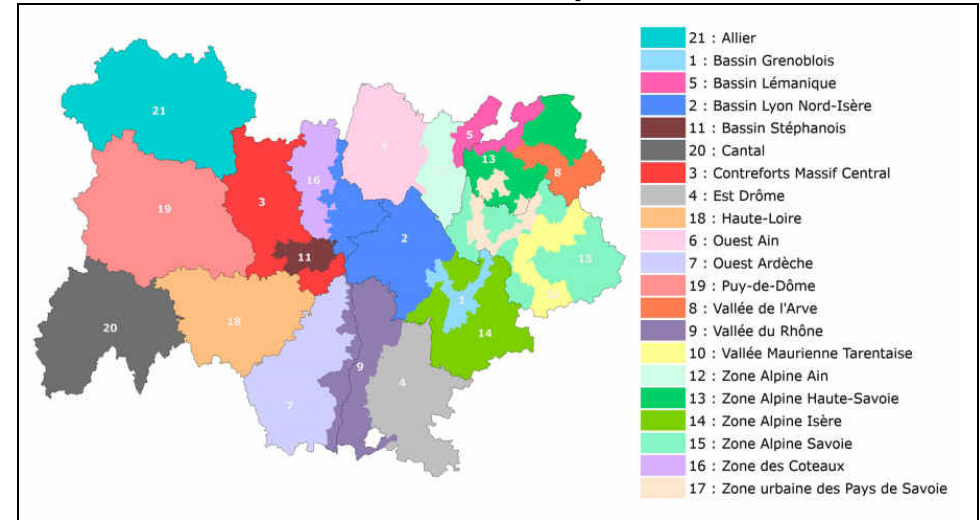 21 : Allier
1 : Bassin Grenoblois
5 : Bassin Lémanique
2 : Bassin Lyon Nord-Isère
11 : Bassin Stéphanois
20 : Cantal
3 : Contreforts Massif Central
4 : Est Drôme
18 : Haute-Loire
6 : Ouest Ain
7 : Ouest Ardèche
19 : Puy-de-Dôme
8 : Vallée de l'Arve
9 : Vallée du Rhône
10 : Vallée Maurienne Tarentaise
12 : Zone Alpine Ain
13 : Zone Alpine Haute-Savoie
14 : Zone Alpine Isère
15 : Zone Alpine Savoie
16 : Zone des Coteaux
17 : Zone urbaine des Pays de Savoie
21
5
6
13
8
16
19
3
2
11
15
1
18
20
14
9
4
7